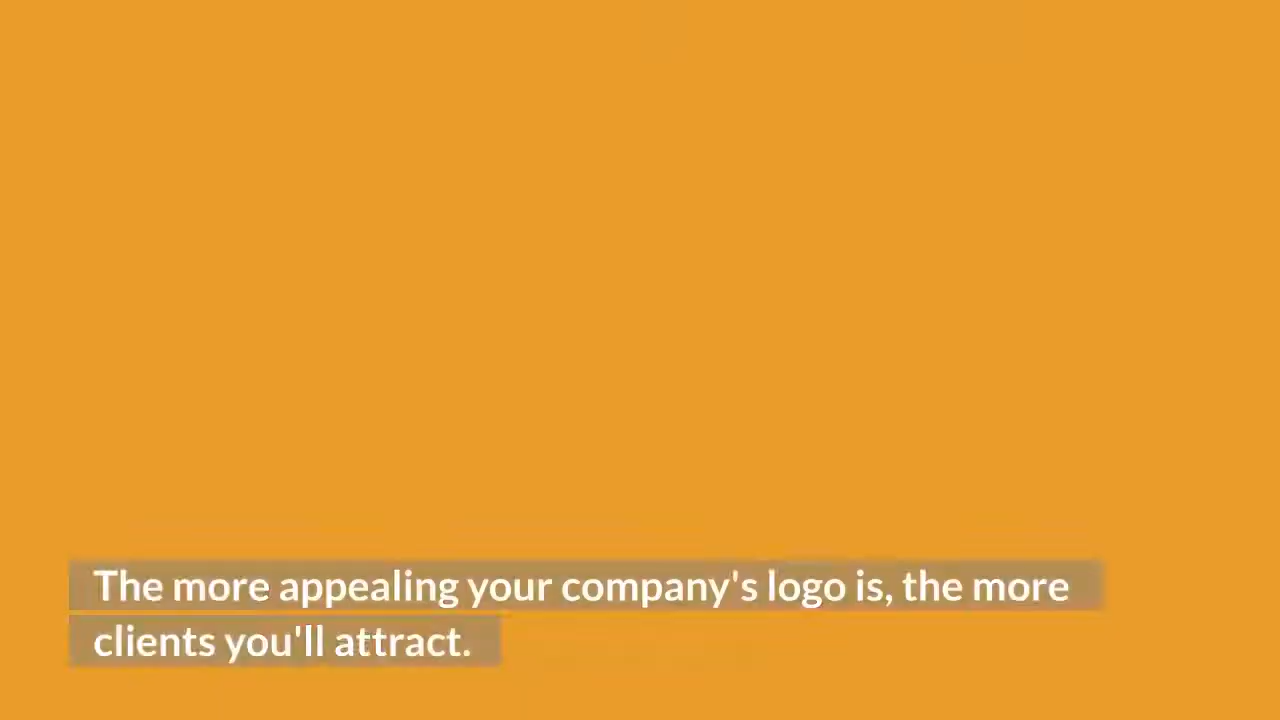 The more appealing your company's logo is, the more
clients you'll attract.